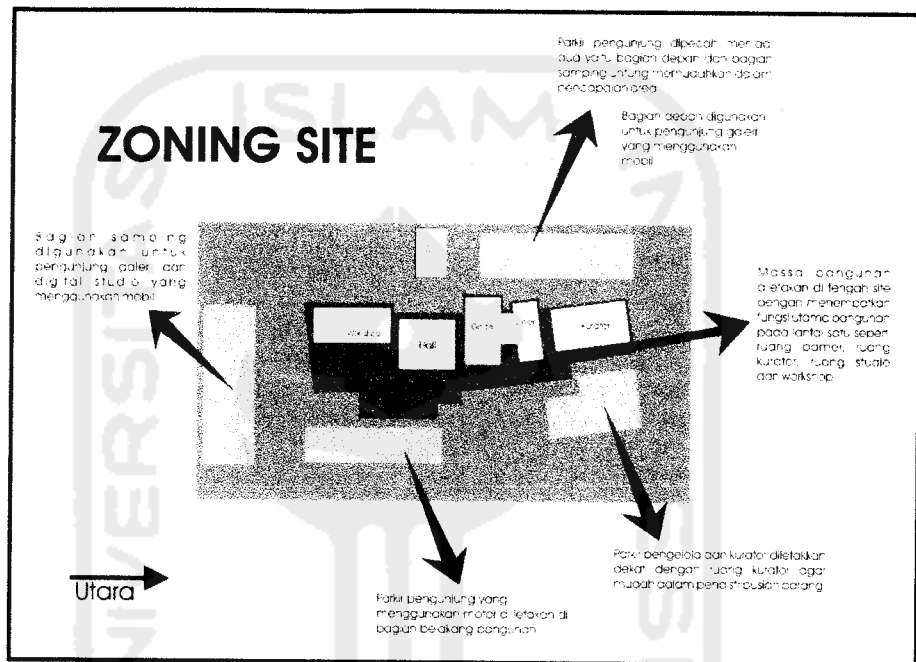 ISLAM
UNIVERSITAS
ZONING SITE
Parkir pengunjung dipecah menjadi
dua yaitu bagian depan dan bagian
samping untung memudahkan dalam
pencapaian area
Bagian depan digunakan
untuk pengunjung galeri
yang menggunakan
mobil
Bagian samping
digunakan untuk
pengunjung galeri dan
digital studio yang
menggunakan mobil
Massa bangunan
diletakan di tengah site
dengan menempatkan
fungsi utama bangunan
pada lantai satu seperti
ruang pamer, ruang
kurator, ruang studio
dan workshop
Hall
Kurator
Parkir pengelola dan kurator diletakkan
dekat dengan ruang kurator agar
mudah dalam pendistribusian barang
Utara
Parkir pengunjung yang
menggunakan motor diletakan di
bagian belakang bangunan